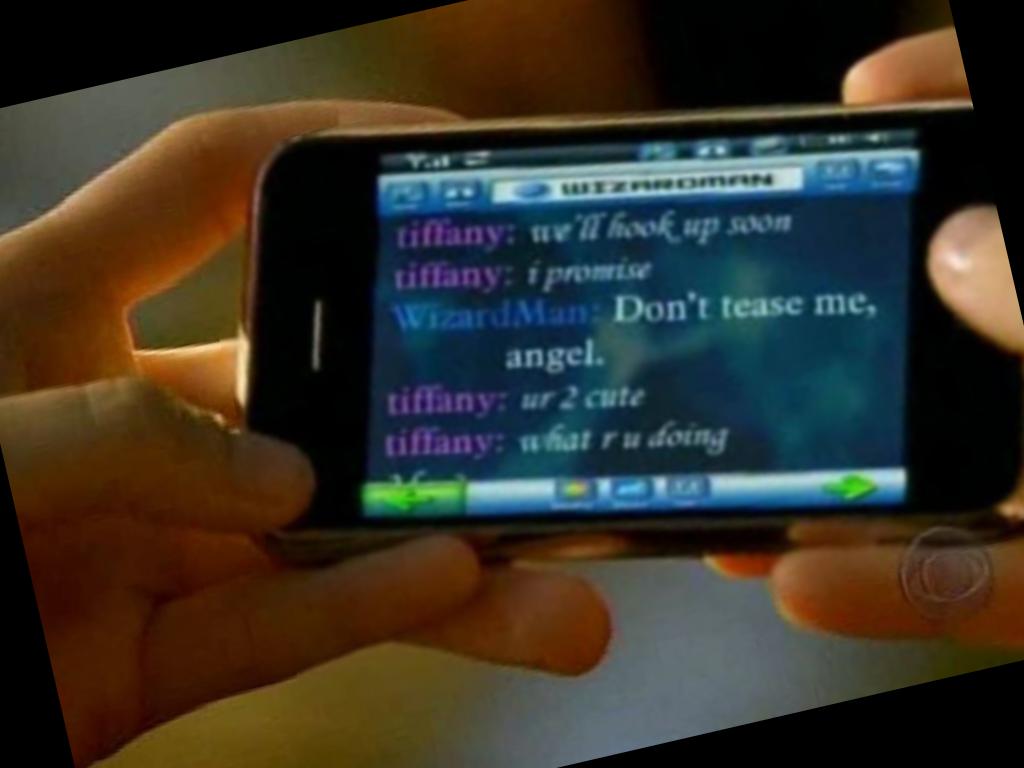 WIZARDMAN
tiffany: we'll hook up soon
tiffany: i promise
WizardMan: Don't tease me,
angel.
tiffany: ur 2 cute
tiffany: what r u doing